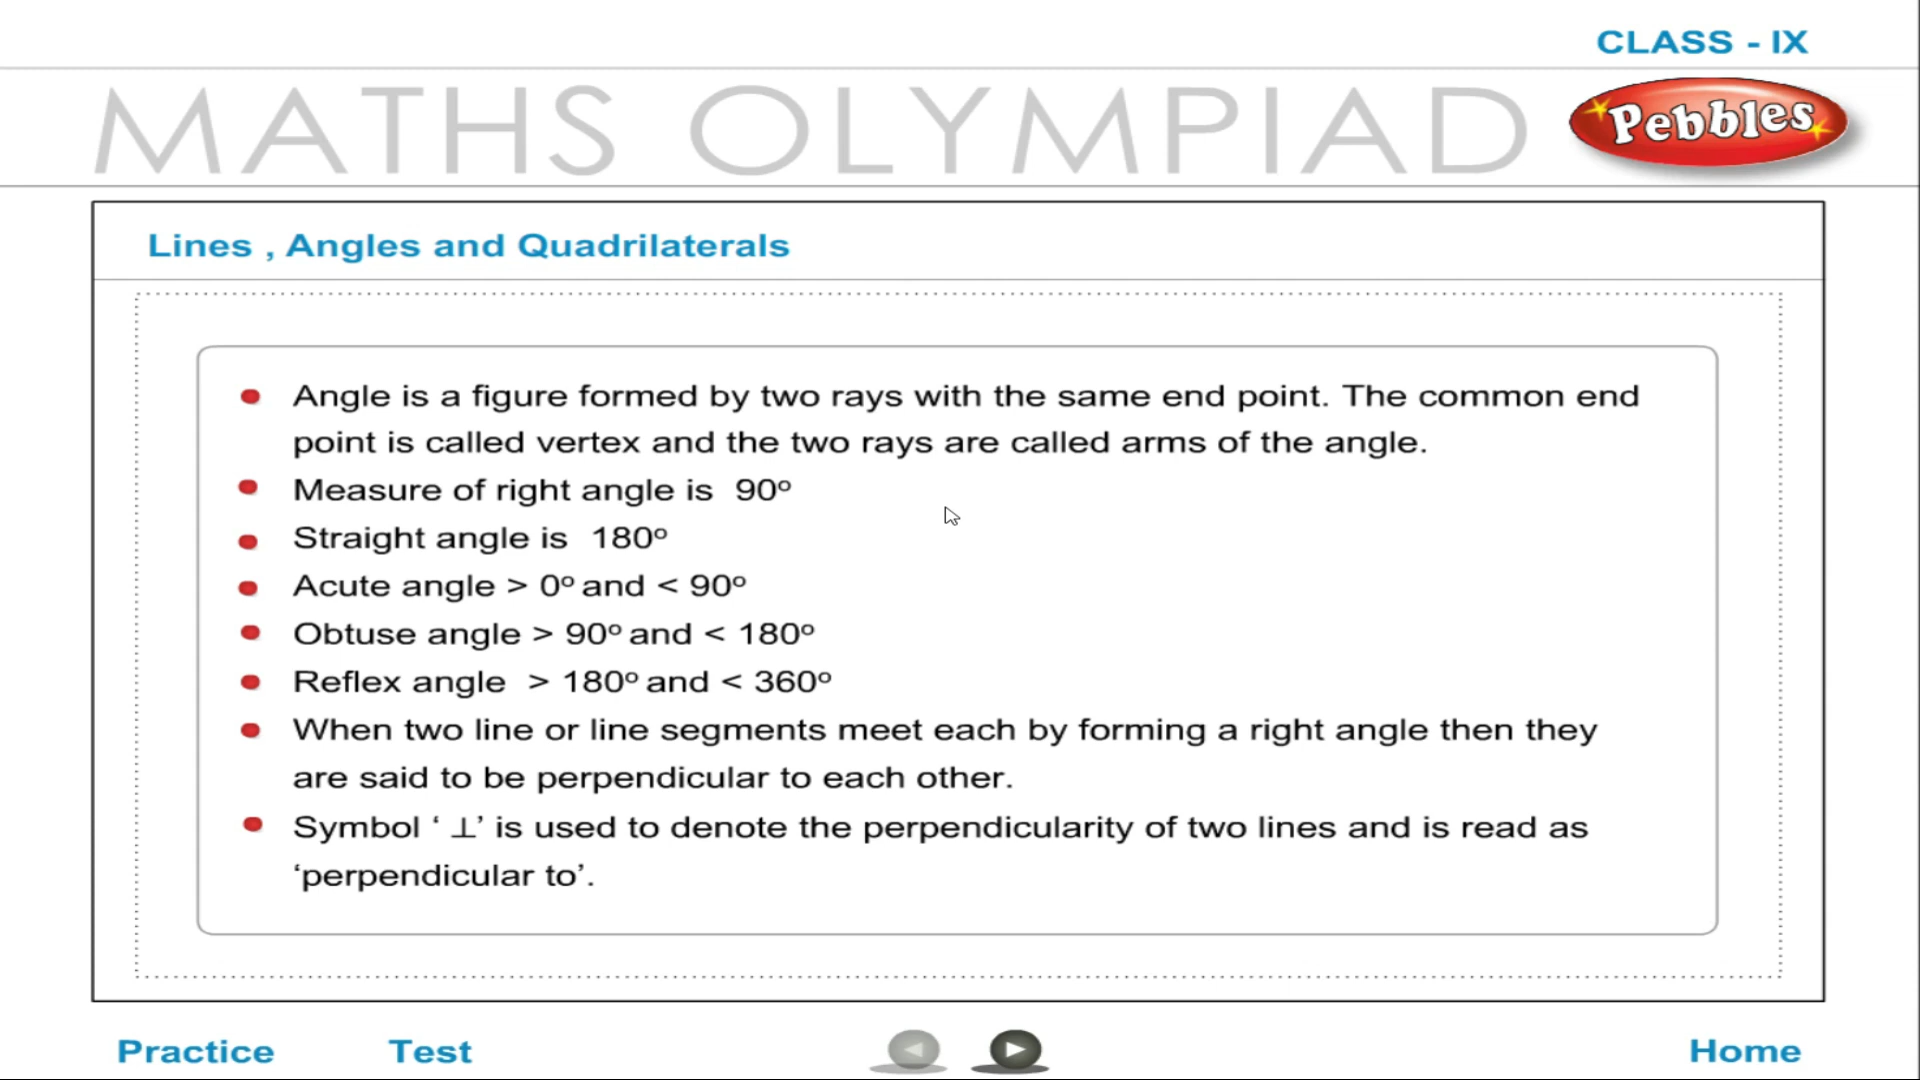 CLASS - IX
MATHS OLYMPIAD
Pebbles
Lines , Angles and Quadrilaterals
Angle is a figure formed by two rays with the same end point. The common end
point is called vertex and the two rays are called arms of the angle.
Measure of right angle is 90º
Straight angle is 180º
Acute angle > 0º and < 90º
Obtuse angle > 90º and < 180º
Reflex angle > 180º and < 360º
When two line or line segments meet each by forming a right angle then they
are said to be perpendicular to each other.
Symbol ‘ ⊥’ is used to denote the perpendicularity of two lines and is read as
‘perpendicular to’.
Practice Test Home